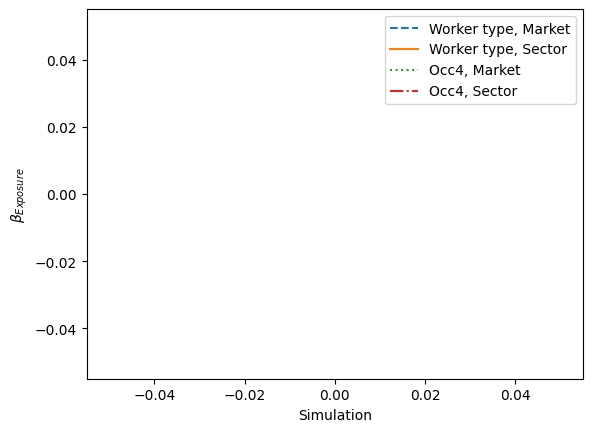 Worker type, Market
Worker type, Sector
Occ4, Market
Occ4, Sector
0.04
0.02
0.00
−0.02
−0.04
β_Exposure
−0.04 −0.02 0.00 0.02 0.04
Simulation